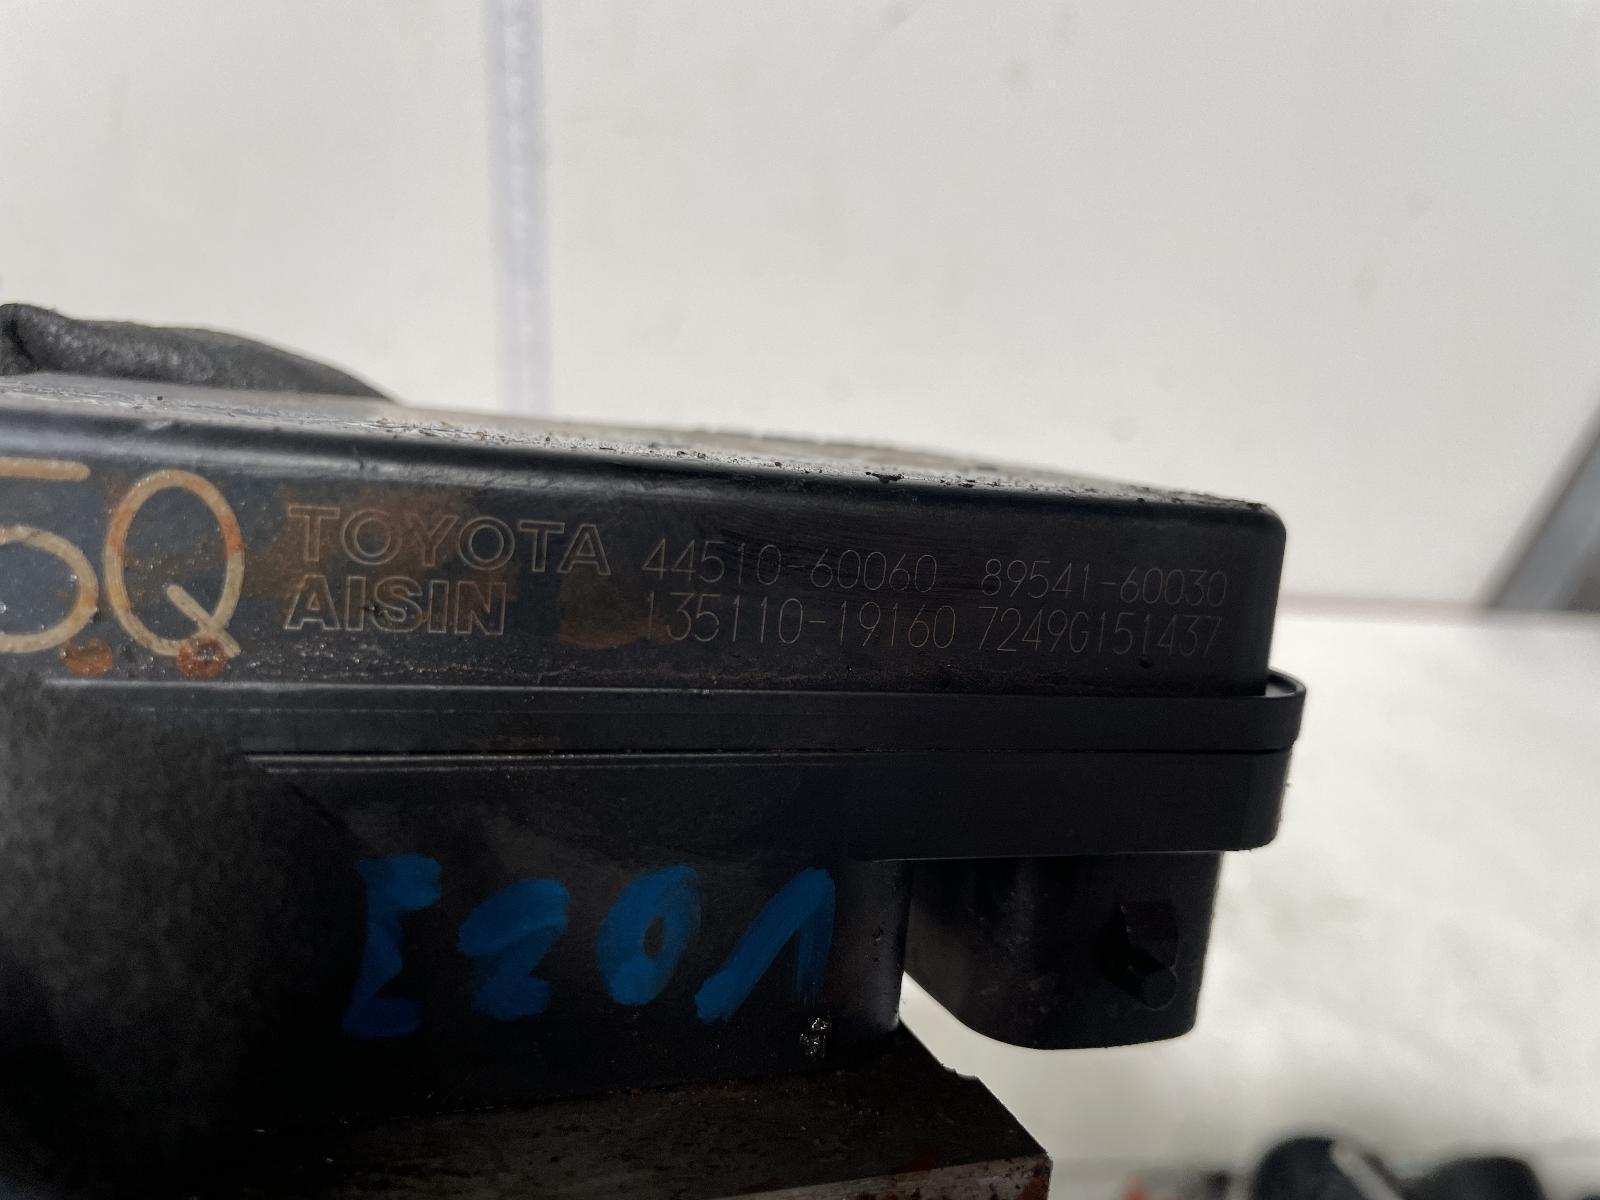 5Q
TOYOTA 44510-60060 89541-60030
AISIN 135110-19160 7249G151437
E201